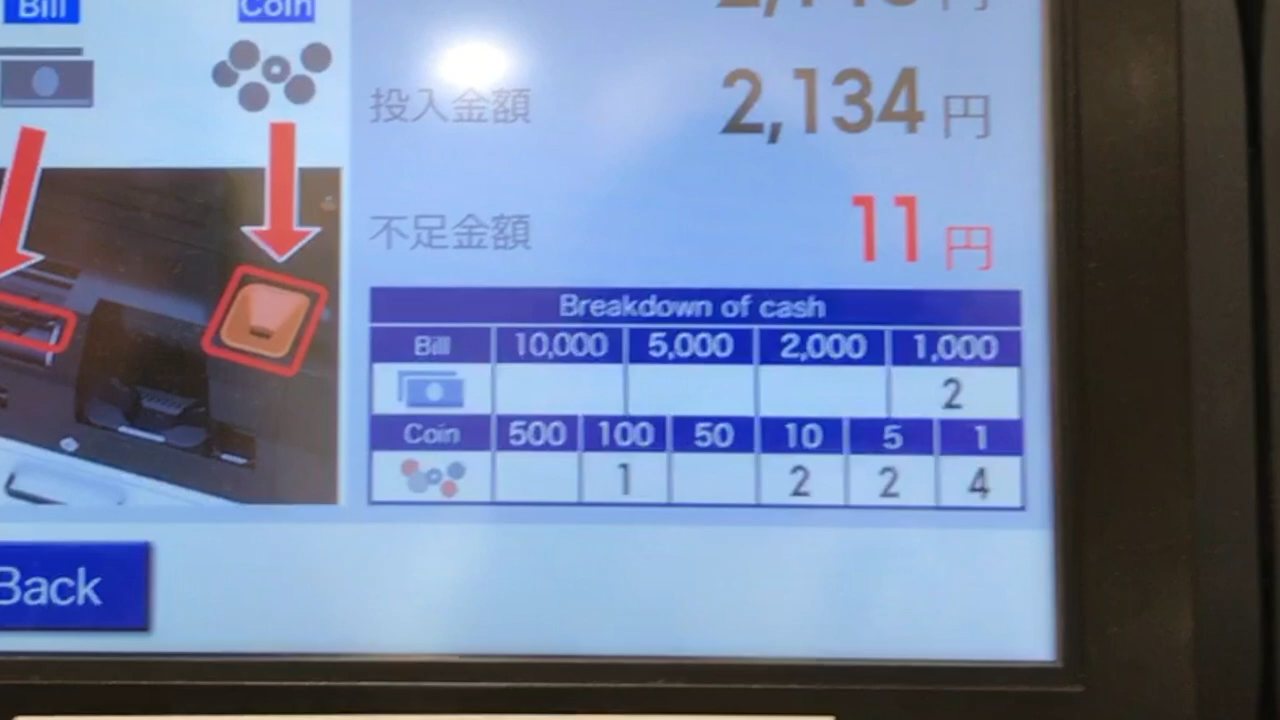 Bill
Coin
投入金額 2,134 円
不足金額 11 円
Breakdown of cash
Bill 10,000 5,000 2,000 1,000
2
Coin 500 100 50 10 5 1
1 2 2 4
Back